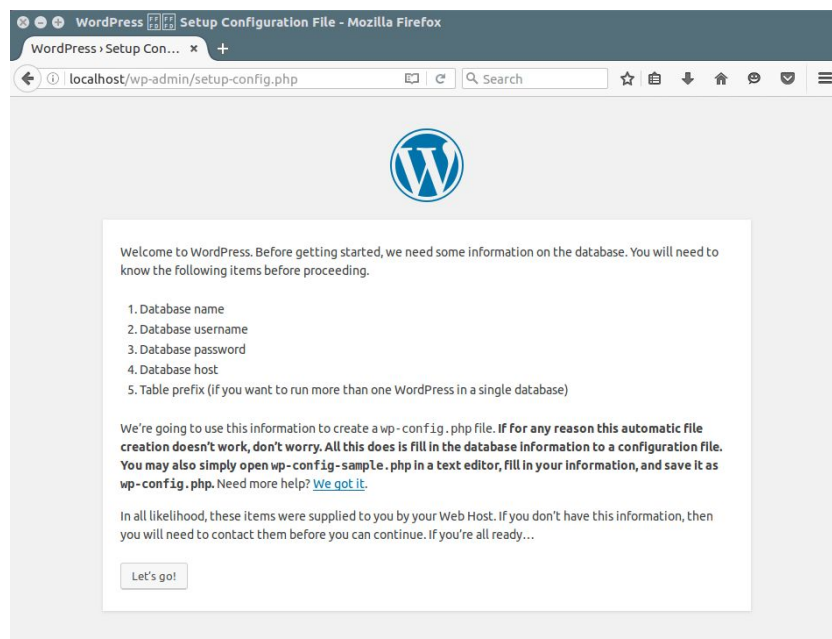 WordPress FFFD FFFD Setup Configuration File - Mozilla Firefox
WordPress › Setup Con... × +
localhost/wp-admin/setup-config.php Search
W
Welcome to WordPress. Before getting started, we need some information on the database. You will need to
know the following items before proceeding.
1. Database name
2. Database username
3. Database password
4. Database host
5. Table prefix (if you want to run more than one WordPress in a single database)
We’re going to use this information to create a wp-config.php file. If for any reason this automatic file
creation doesn’t work, don’t worry. All this does is fill in the database information to a configuration file.
You may also simply open wp-config-sample.php in a text editor, fill in your information, and save it as
wp-config.php. Need more help? We got it.
In all likelihood, these items were supplied to you by your Web Host. If you don’t have this information, then
you will need to contact them before you can continue. If you’re all ready…
Let’s go!